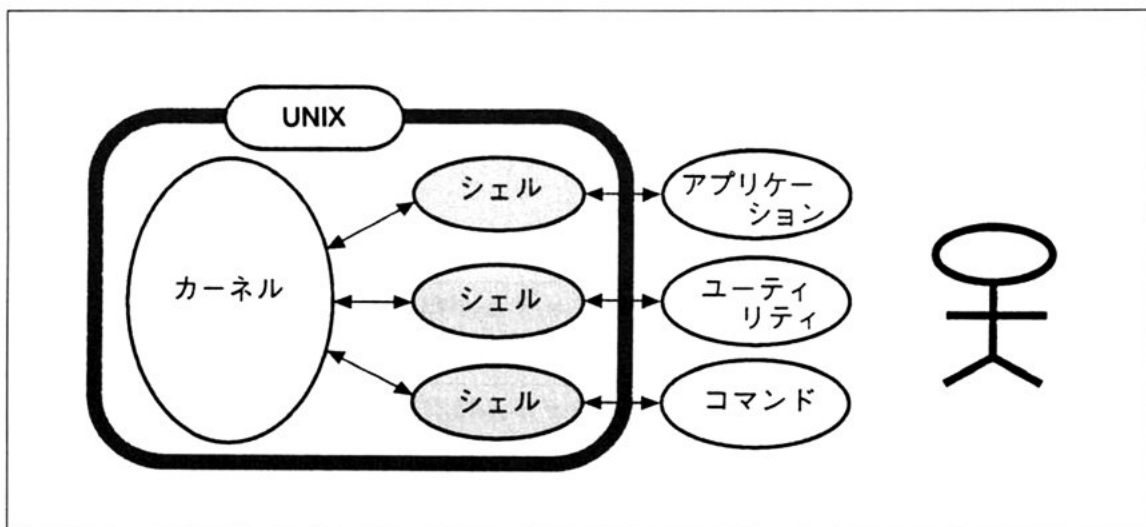 UNIX
カーネル
シェル
シェル
シェル
アプリケー
ション
ユーティ
リティ
コマンド